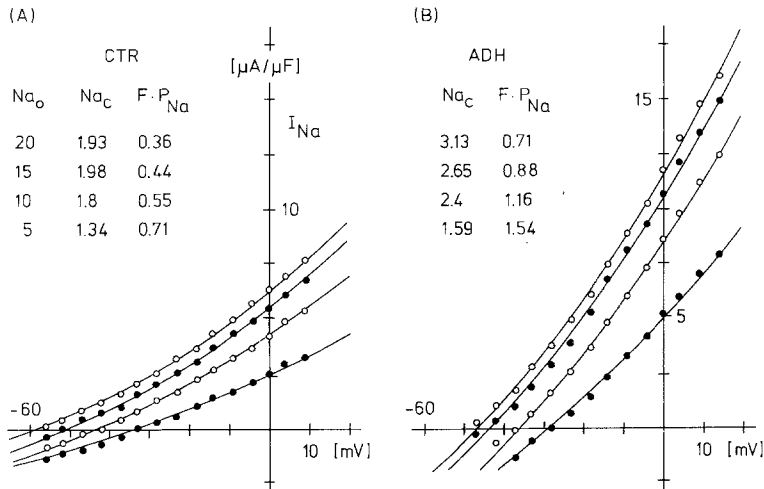 (A)
CTR
[μA/μF]
Na₀ Na_c F·P_Na
I_Na
20 1.93 0.36
15 1.98 0.44
10 1.8 0.55
5 1.34 0.71
10
-60
10 [mV]
(B)
ADH
Na_c F·P_Na
15
3.13 0.71
2.65 0.88
2.4 1.16
1.59 1.54
5
-60
10 [mV]